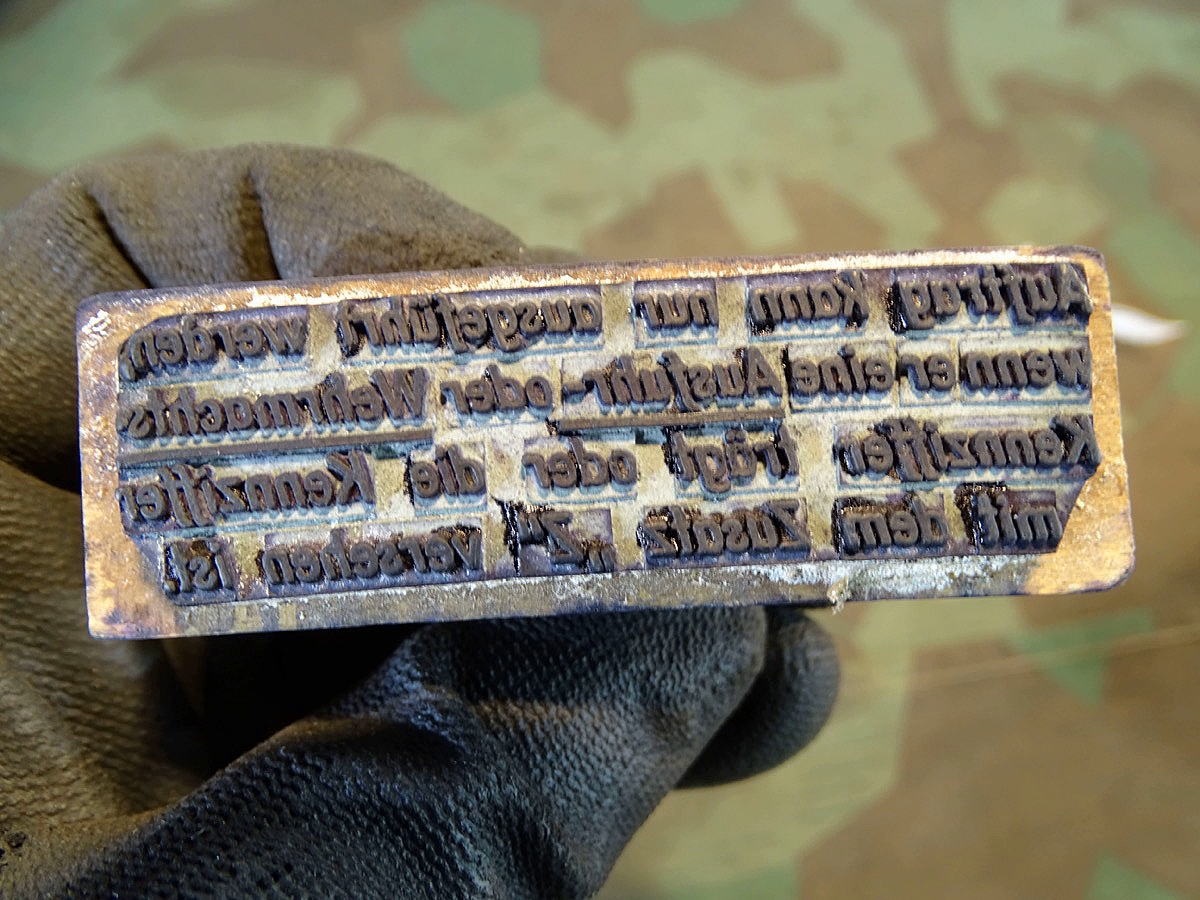 Auftrag kann nur ausgeführt werden,
wenn er eine Ausfuhr- oder Wehrmachts
Kennziffer trägt oder die Kennziffer
mit dem Zusatz „Z" versehen ist.